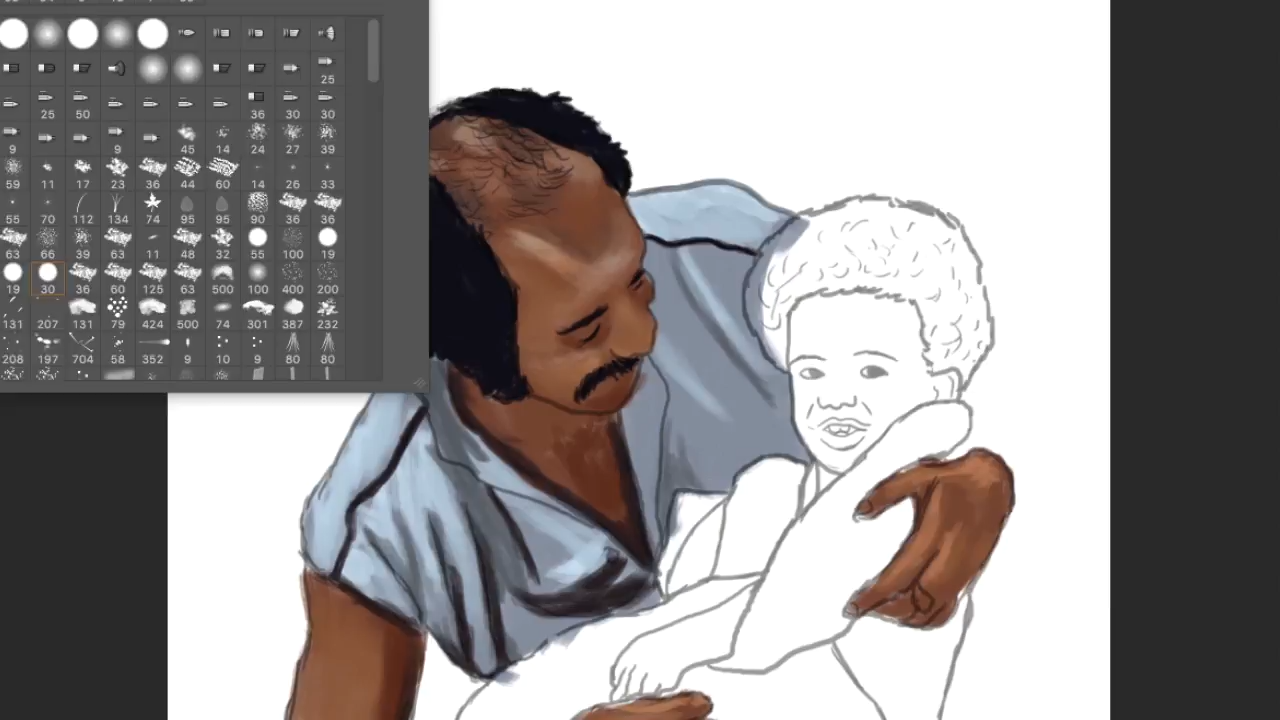 25
25 50 36 30 30
9 9 45 14 24 27 39
59 11 17 23 36 44 60 14 26 33
55 70 112 134 74 95 95 90 36 36
63 66 39 63 11 48 32 55 100 19
19 30 36 60 125 63 500 100 400 200
131 207 131 79 424 500 74 301 387 232
208 197 704 58 352 9 10 9 80 80